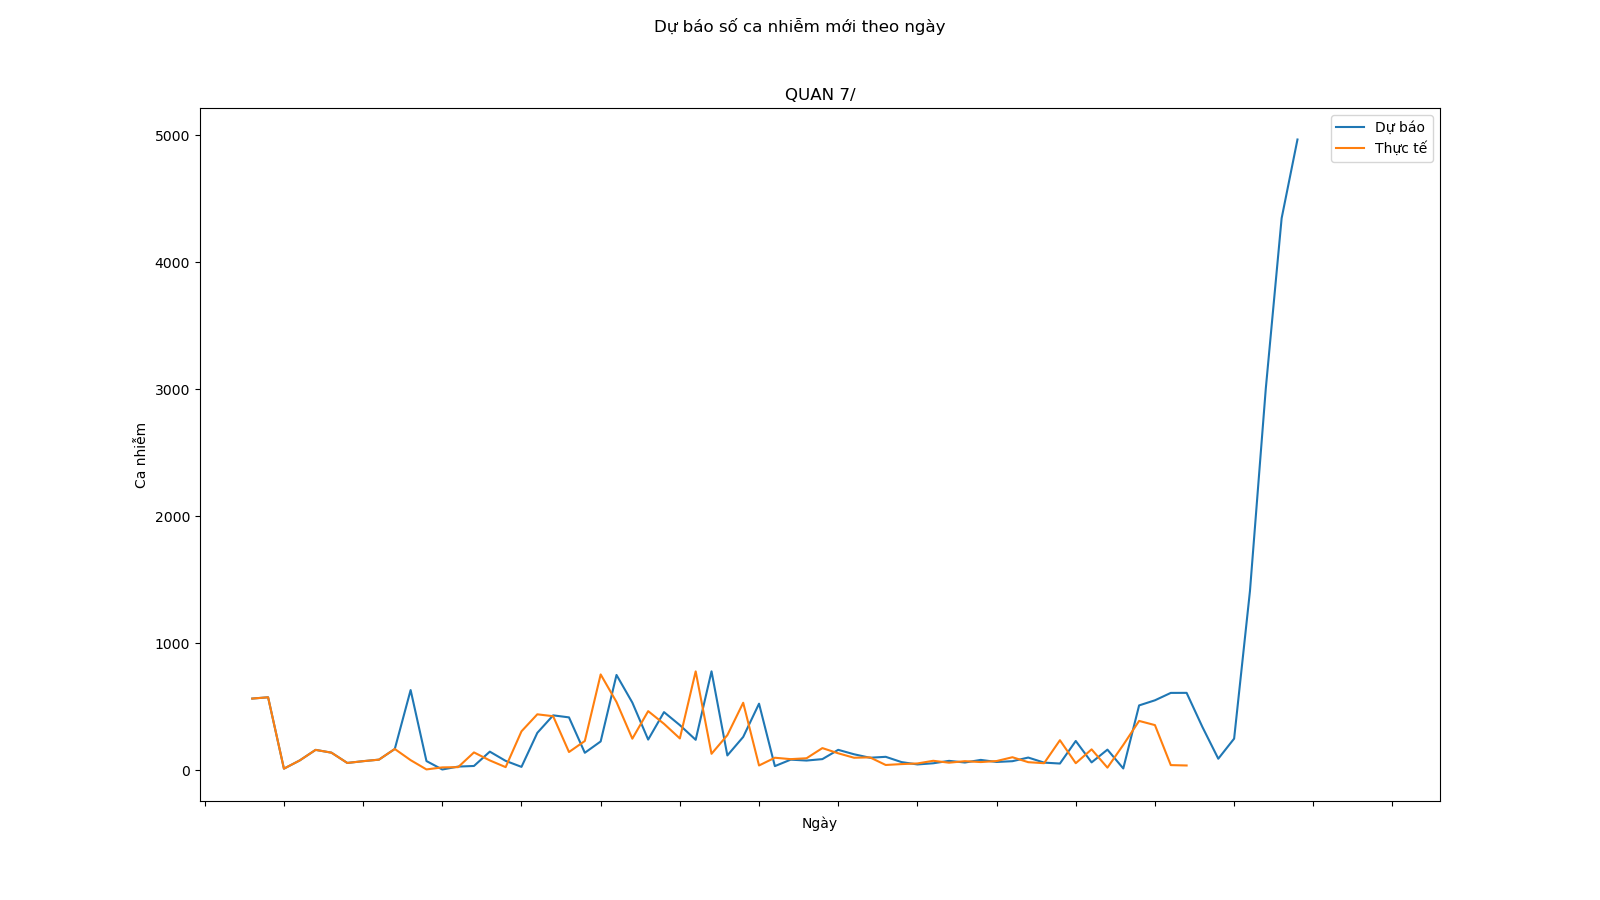 Dự báo số ca nhiễm mới theo ngày
QUAN 7/
Dự báo
Thực tế
5000
4000
3000
2000
1000
0
Ca nhiễm
Ngày